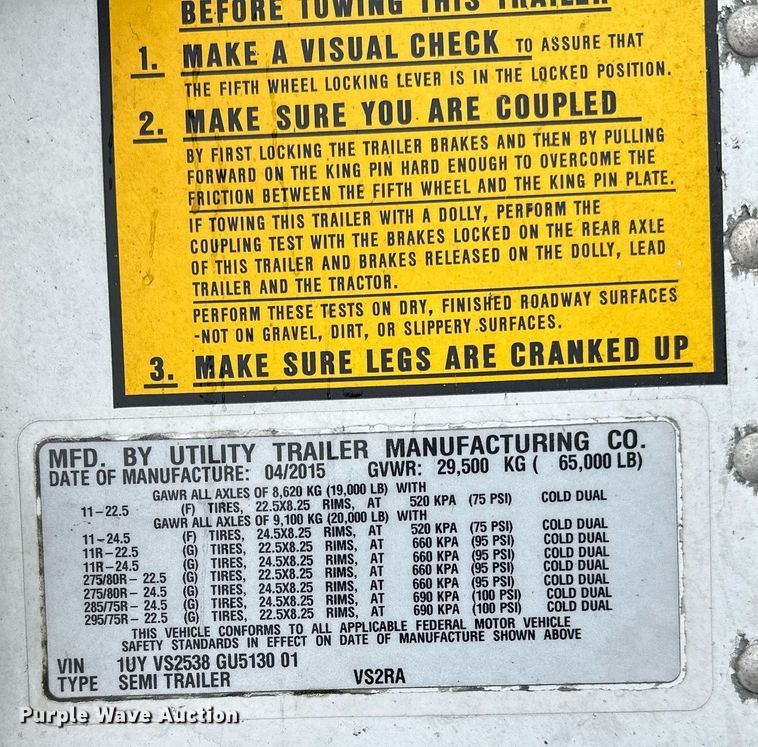 BEFORE TOWING THIS TRAILER
1. MAKE A VISUAL CHECK TO ASSURE THAT
THE FIFTH WHEEL LOCKING LEVER IS IN THE LOCKED POSITION.
2. MAKE SURE YOU ARE COUPLED
BY FIRST LOCKING THE TRAILER BRAKES AND THEN BY PULLING
FORWARD ON THE KING PIN HARD ENOUGH TO OVERCOME THE
FRICTION BETWEEN THE FIFTH WHEEL AND THE KING PIN PLATE.
IF TOWING THIS TRAILER WITH A DOLLY, PERFORM THE
COUPLING TEST WITH THE BRAKES LOCKED ON THE REAR AXLE
OF THIS TRAILER AND BRAKES RELEASED ON THE DOLLY, LEAD
TRAILER AND THE TRACTOR.
PERFORM THESE TESTS ON DRY, FINISHED ROADWAY SURFACES
-NOT ON GRAVEL, DIRT, OR SLIPPERY SURFACES.
3. MAKE SURE LEGS ARE CRANKED UP
MFD. BY UTILITY TRAILER MANUFACTURING CO.
DATE OF MANUFACTURE: 04/2015 GVWR: 29,500 KG ( 65,000 LB)
GAWR ALL AXLES OF 8,620 KG (19,000 LB) WITH
11-22.5 (F) TIRES, 22.5X8.25 RIMS, AT 520 KPA (75 PSI) COLD DUAL
GAWR ALL AXLES OF 9,100 KG (20,000 LB) WITH
11-24.5 (F) TIRES, 24.5X8.25 RIMS, AT 520 KPA (75 PSI) COLD DUAL
11R-22.5 (G) TIRES, 22.5X8.25 RIMS, AT 660 KPA (95 PSI) COLD DUAL
11R-24.5 (G) TIRES, 24.5X8.25 RIMS, AT 660 KPA (95 PSI) COLD DUAL
275/80R- 22.5 (G) TIRES, 22.5X8.25 RIMS, AT 660 KPA (95 PSI) COLD DUAL
275/80R- 24.5 (G) TIRES, 24.5X8.25 RIMS, AT 660 KPA (95 PSI) COLD DUAL
285/75R- 24.5 (G) TIRES, 24.5X8.25 RIMS, AT 690 KPA (100 PSI) COLD DUAL
295/75R- 22.5 (G) TIRES, 22.5X8.25 RIMS, AT 690 KPA (100 PSI) COLD DUAL
THIS VEHICLE CONFORMS TO ALL APPLICABLE FEDERAL MOTOR VEHICLE
SAFETY STANDARDS IN EFFECT ON DATE OF MANUFACTURE SHOWN ABOVE
VIN 1UY VS2538 GU5130 01
TYPE SEMI TRAILER VS2RA
Purple Wave Auction